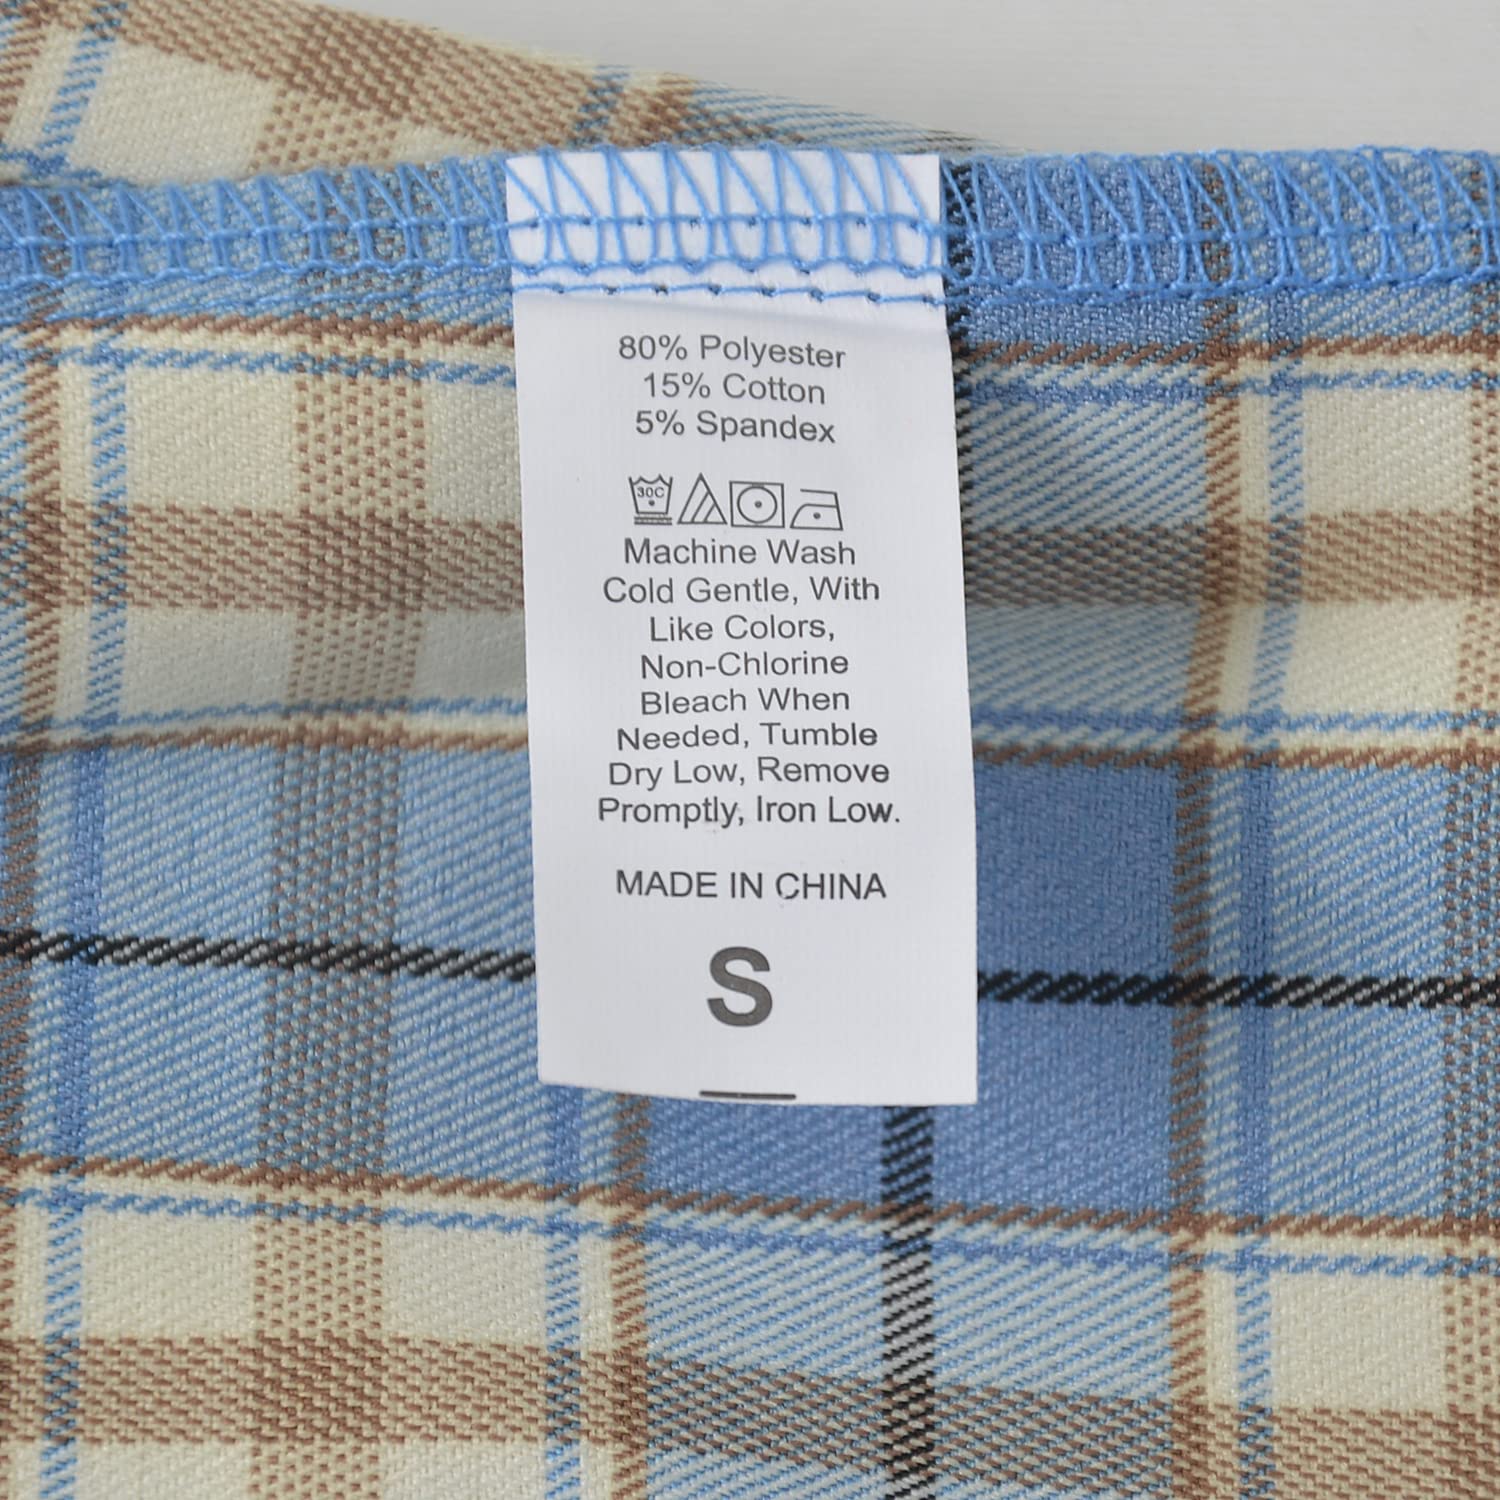 80% Polyester
15% Cotton
5% Spandex
30C
Machine Wash
Cold Gentle, With
Like Colors,
Non-Chlorine
Bleach When
Needed, Tumble
Dry Low, Remove
Promptly, Iron Low.
MADE IN CHINA
S